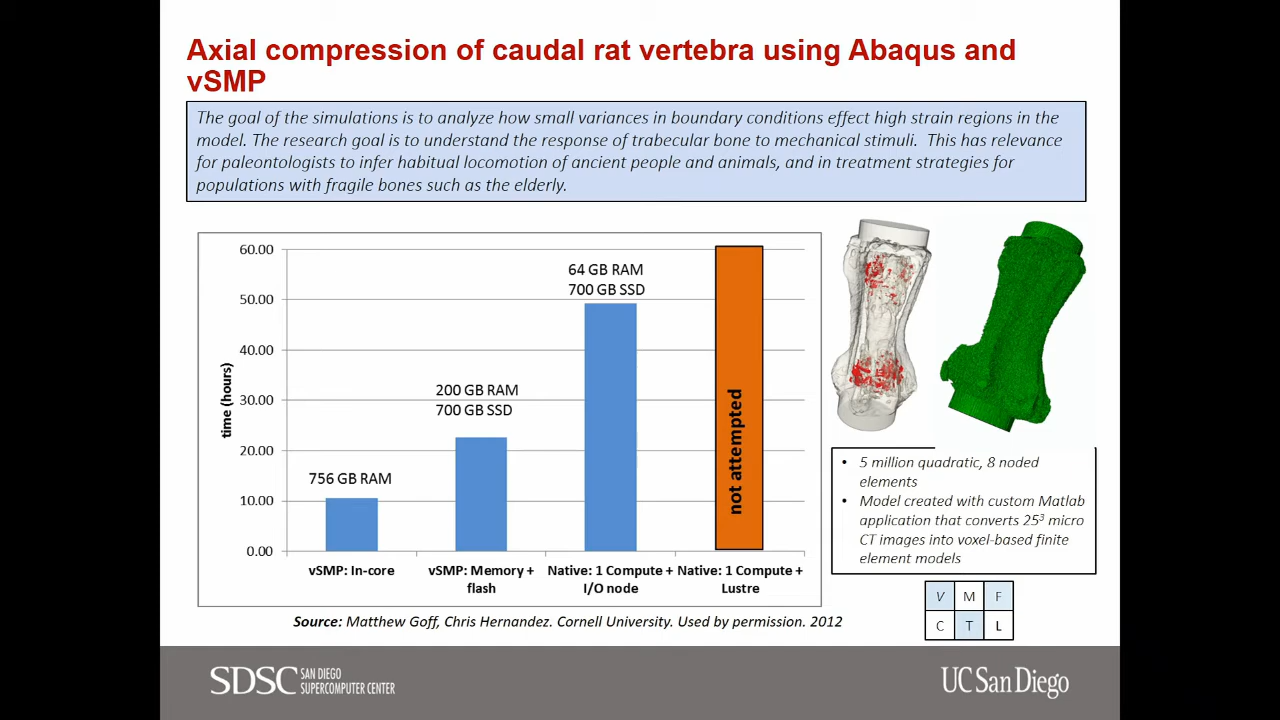 Axial compression of caudal rat vertebra using Abaqus and
vSMP
The goal of the simulations is to analyze how small variances in boundary conditions effect high strain regions in the
model. The research goal is to understand the response of trabecular bone to mechanical stimuli. This has relevance
for paleontologists to infer habitual locomotion of ancient people and animals, and in treatment strategies for
populations with fragile bones such as the elderly.
time (hours)
60.00
50.00
40.00
30.00
20.00
10.00
0.00
756 GB RAM
200 GB RAM
700 GB SSD
64 GB RAM
700 GB SSD
not attempted
vSMP: In-core
vSMP: Memory +
flash
Native: 1 Compute +
I/O node
Native: 1 Compute +
Lustre
• 5 million quadratic, 8 noded
elements
• Model created with custom Matlab
application that converts 25³ micro
CT images into voxel-based finite
element models
V M F
C T L
Source: Matthew Goff, Chris Hernandez. Cornell University. Used by permission. 2012
SDSC SAN DIEGO
SUPERCOMPUTER CENTER
UC San Diego